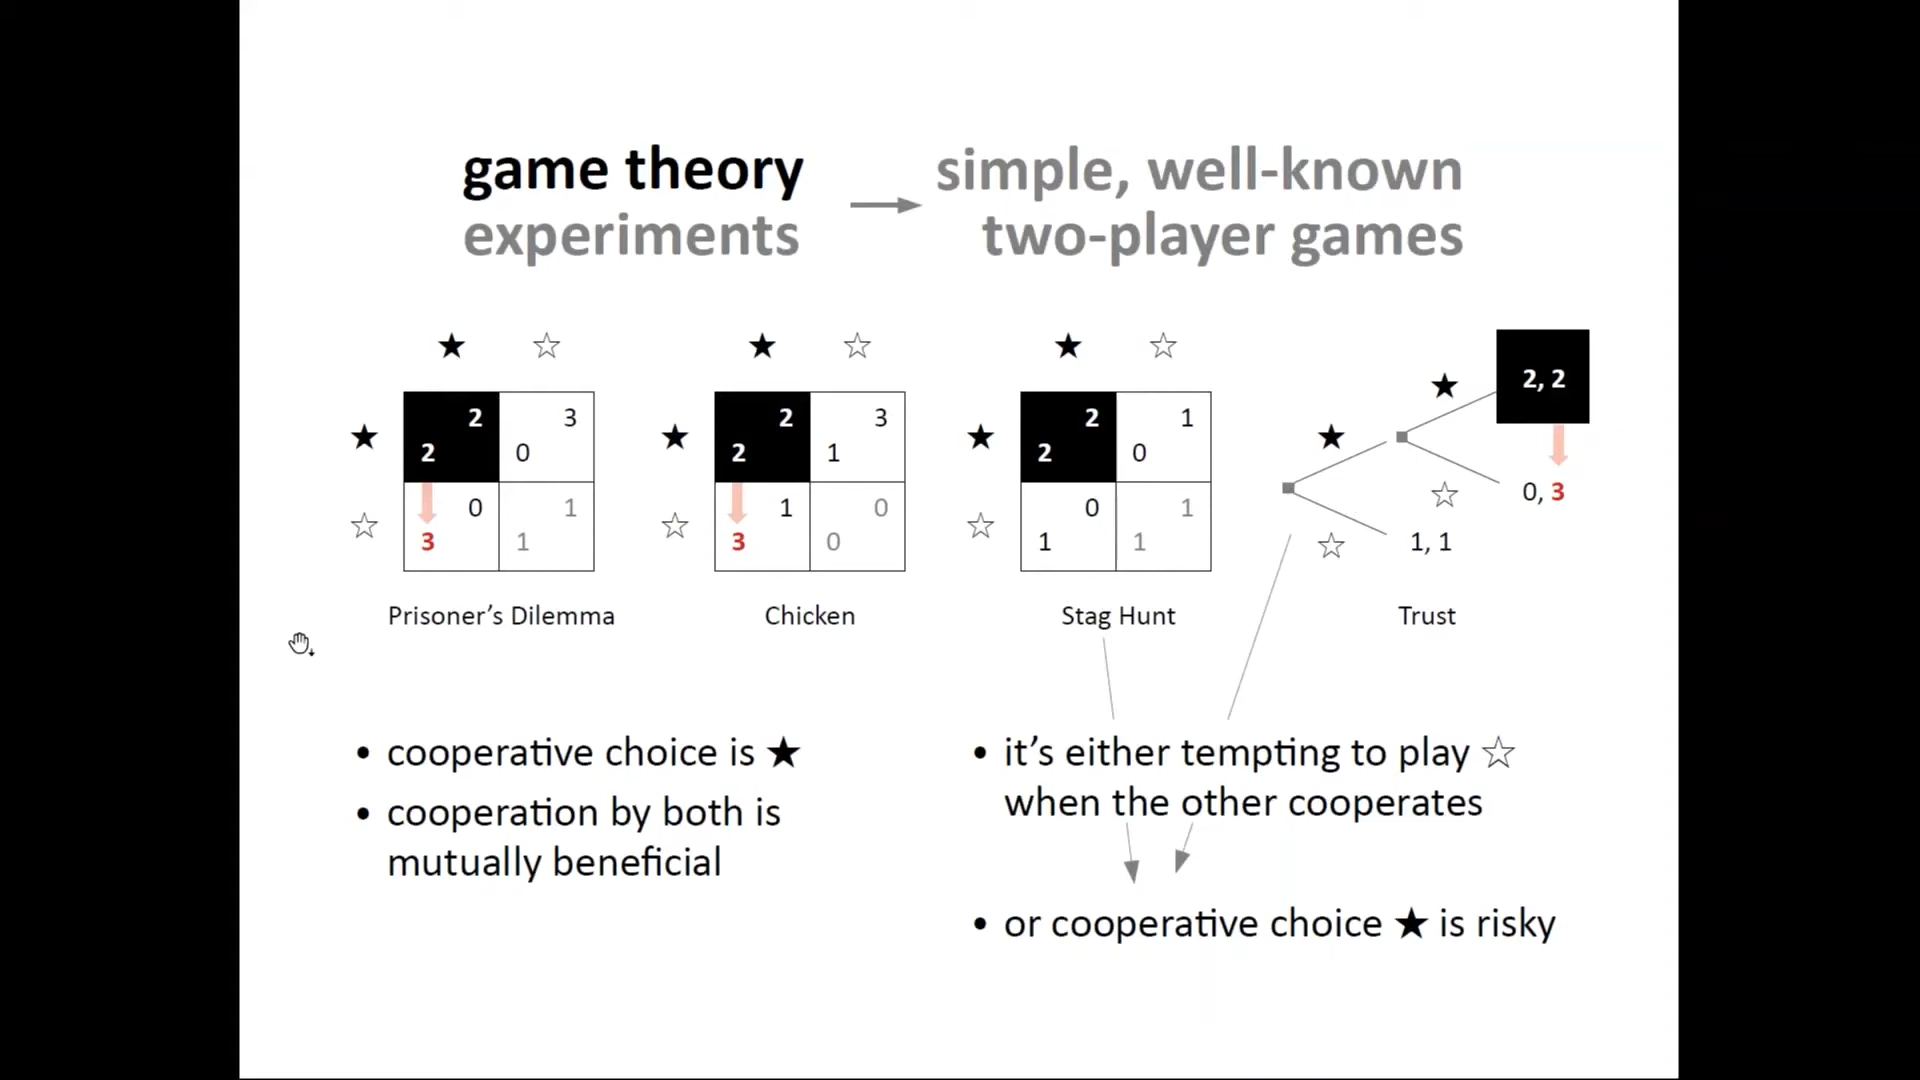 game theory
experiments
simple, well-known
two-player games
★ ☆
★ 2 3
2 0
☆ 0 1
3 1
Prisoner's Dilemma
★ ☆
★ 2 3
2 1
☆ 1 0
3 0
Chicken
★ ☆
★ 2 1
2 0
☆ 0 1
1 1
Stag Hunt
★ 2, 2
★
☆ 0, 3
☆ 1, 1
Trust
• cooperative choice is ★
• cooperation by both is
mutually beneficial
• it's either tempting to play ☆
when the other cooperates
• or cooperative choice ★ is risky